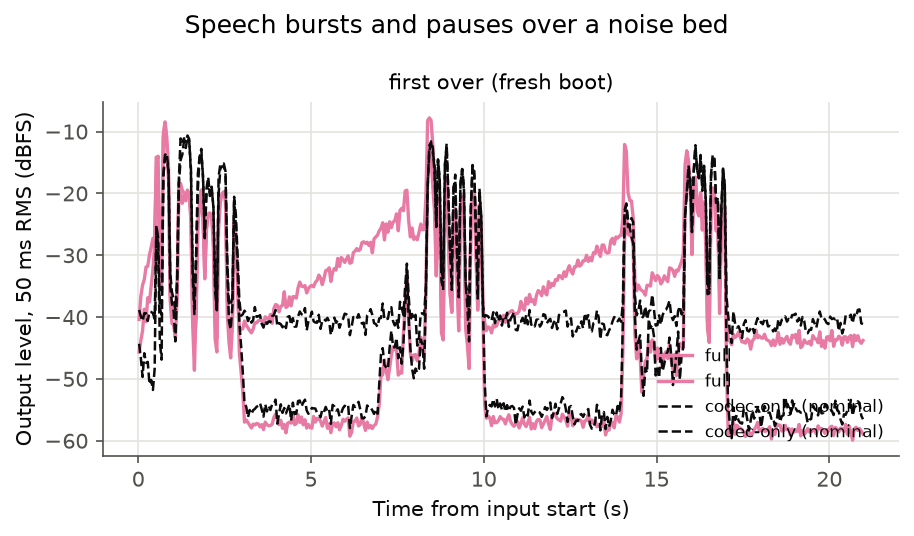 Speech bursts and pauses over a noise bed
first over (fresh boot)
Output level, 50 ms RMS (dBFS)
−10
−20
−30
−40
−50
−60
full
full
codec-only (nominal)
codec-only (nominal)
0
5
10
15
20
Time from input start (s)